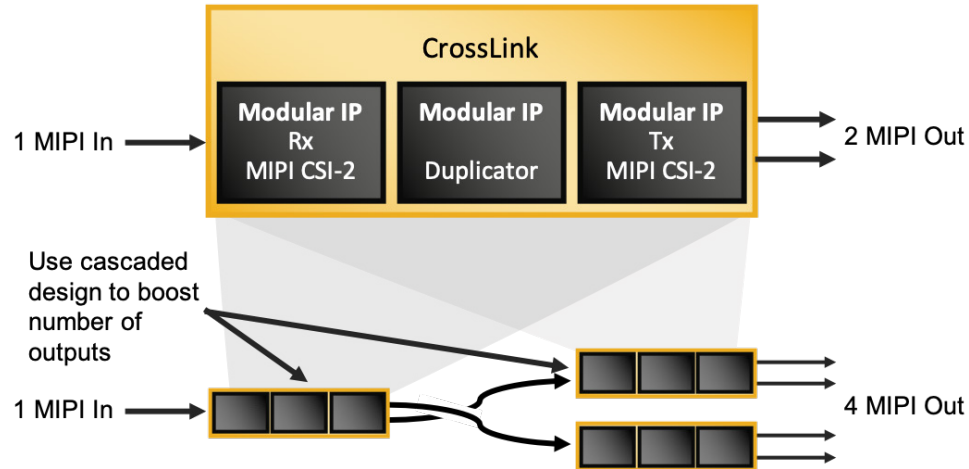 CrossLink
1 MIPI In
Modular IP
Rx
MIPI CSI-2
Modular IP
Duplicator
Modular IP
Tx
MIPI CSI-2
2 MIPI Out
Use cascaded
design to boost
number of
outputs
1 MIPI In
4 MIPI Out